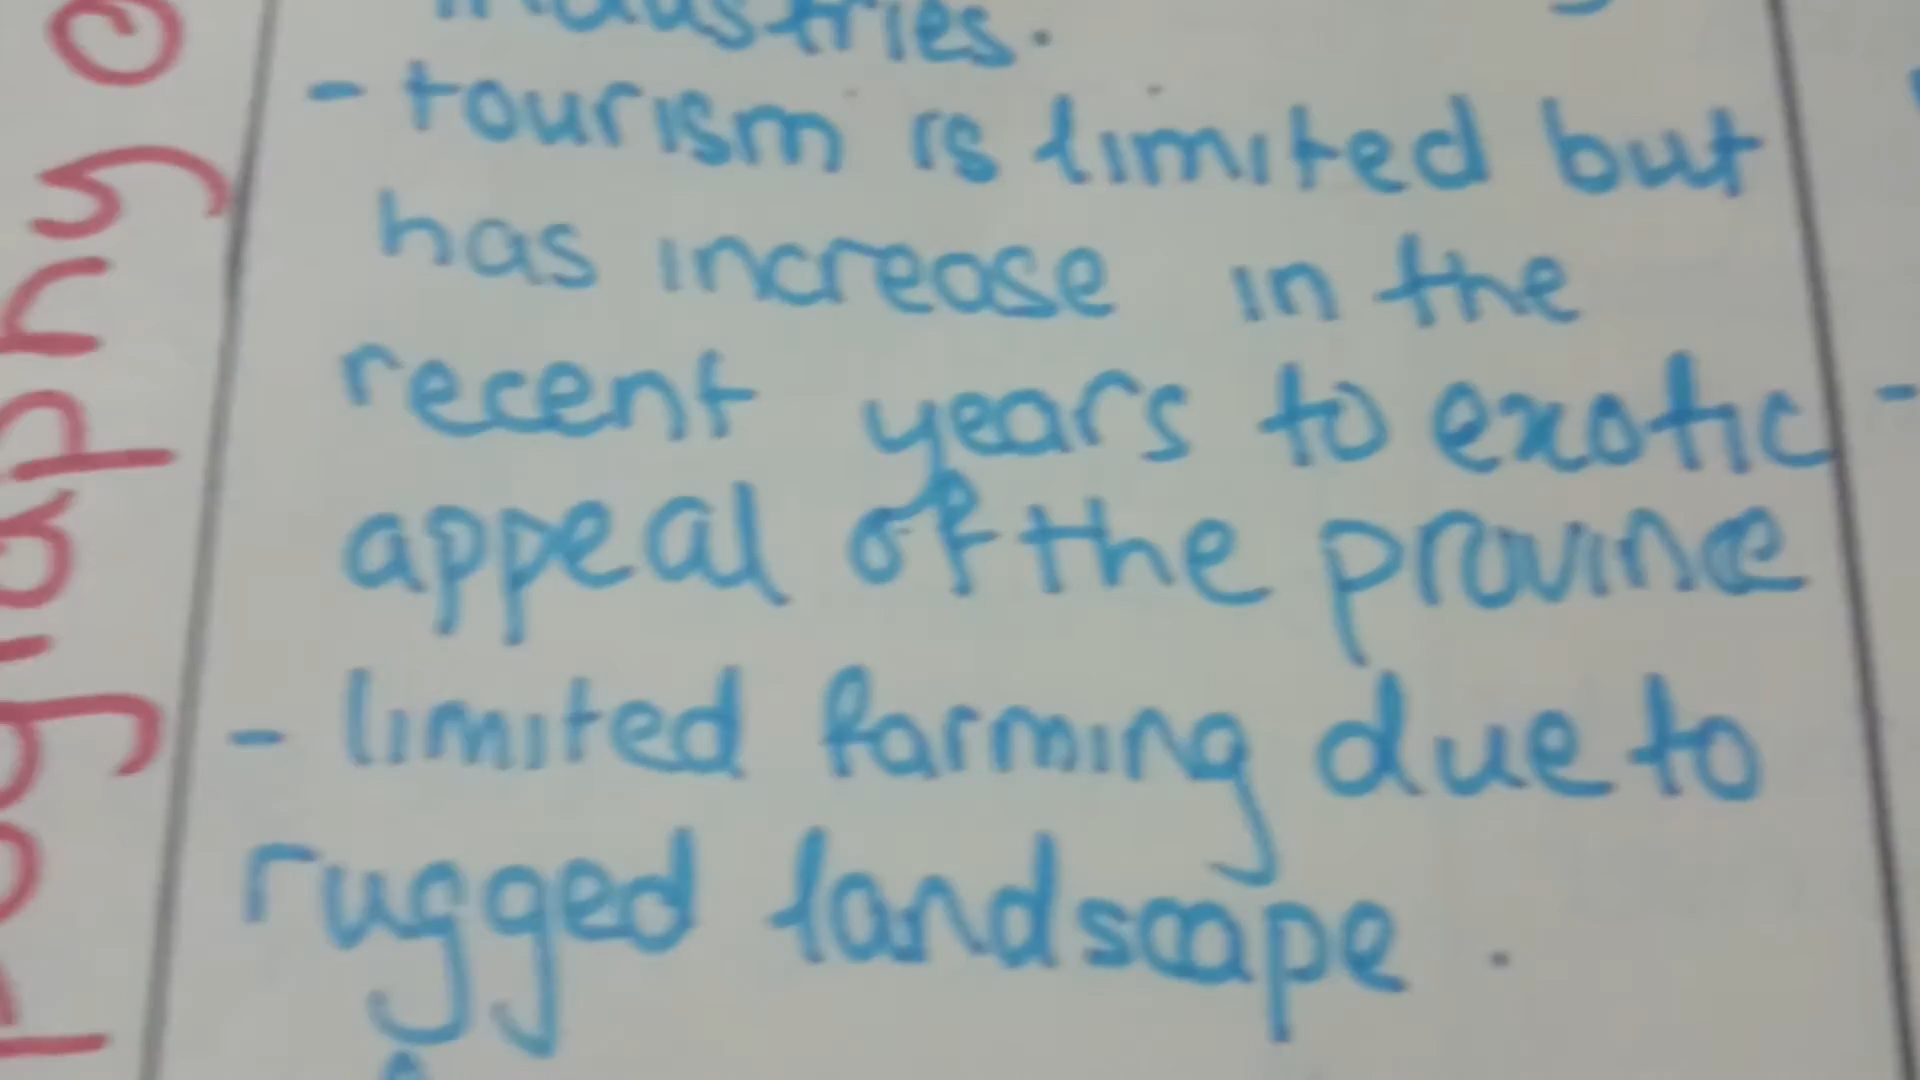 industries.
- tourism is limited but
has increase in the
recent years to exotic
appeal of the province
- limited farming due to
rugged landscape.